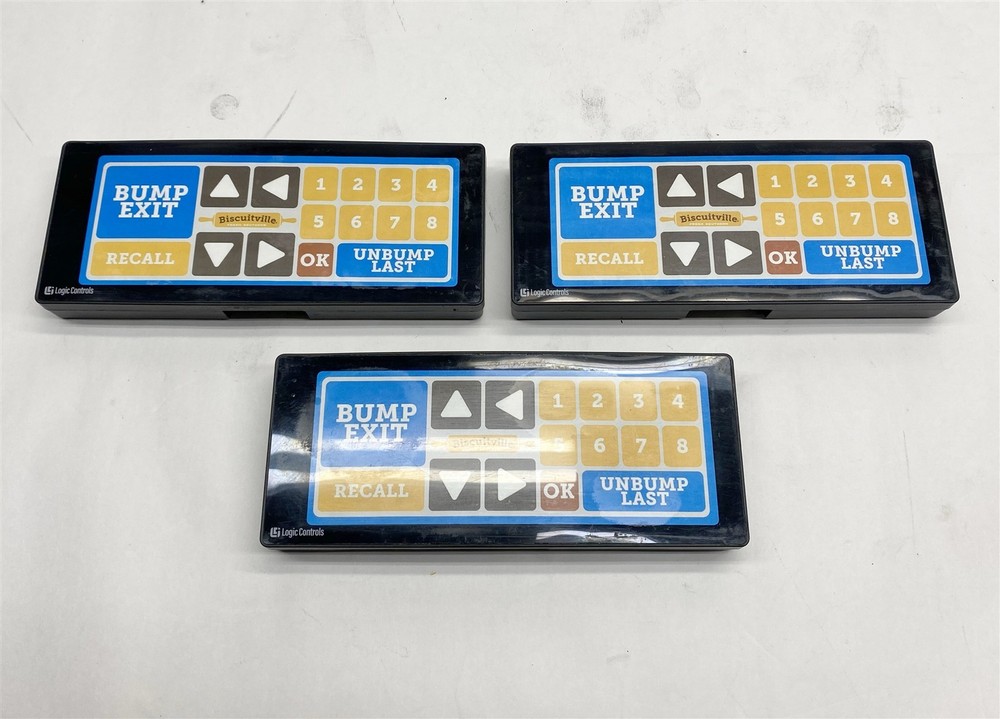 BUMP
EXIT
1 2 3 4
Biscuitville
5 6 7 8
RECALL
OK
UNBUMP
LAST
Logic Controls
BUMP
EXIT
1 2 3 4
Biscuitville
5 6 7 8
RECALL
OK
UNBUMP
LAST
Logic Controls
BUMP
EXIT
1 2 3 4
Biscuitville
5 6 7 8
RECALL
OK
UNBUMP
LAST
Logic Controls